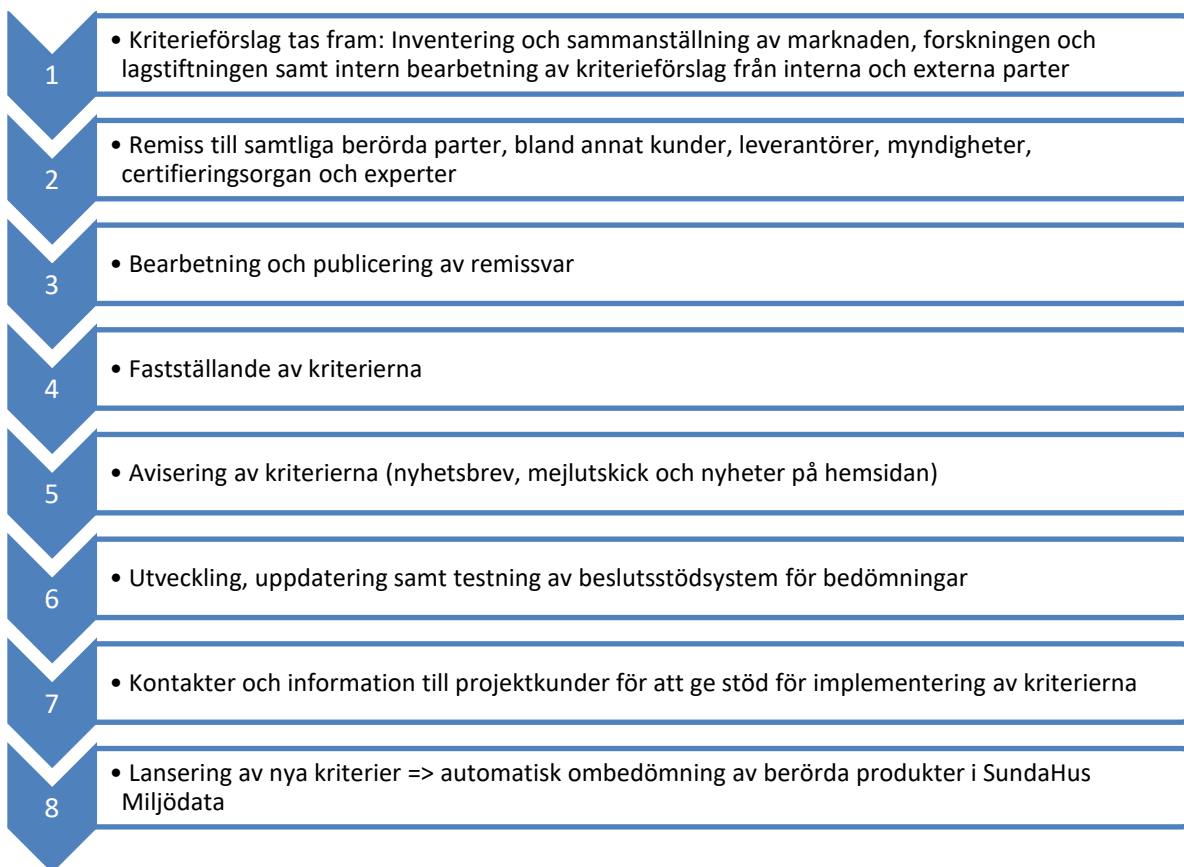 1
• Kriterieförslag tas fram: Inventering och sammanställning av marknaden, forskningen och
lagstiftningen samt intern bearbetning av kriterieförslag från interna och externa parter
2
• Remiss till samtliga berörda parter, bland annat kunder, leverantörer, myndigheter,
certifieringsorgan och experter
3
• Bearbetning och publicering av remissvar
4
• Fastställande av kriterierna
5
• Avisering av kriterierna (nyhetsbrev, mejlutskick och nyheter på hemsidan)
6
• Utveckling, uppdatering samt testning av beslutsstödsystem för bedömningar
7
• Kontakter och information till projektkunder för att ge stöd för implementering av kriterierna
8
• Lansering av nya kriterier => automatisk ombedömning av berörda produkter i SundaHus
Miljödata